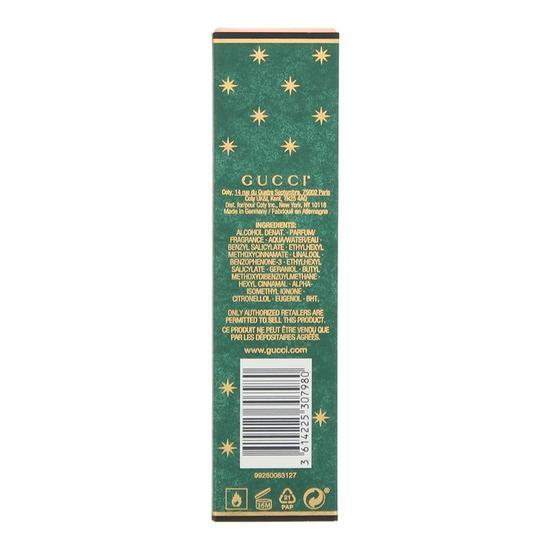 GUCCI
Coty, 14 rue du Quatre Septembre, 75002 Paris
Coty UK&I, Kent, TN25 4AQ
Dist. for/pour Coty Inc., New York, NY 10118
Made in Germany / Fabriqué en Allemagne
INGREDIENTS:
ALCOHOL DENAT. · PARFUM/
FRAGRANCE · AQUA/WATER/EAU ·
BENZYL SALICYLATE · ETHYLHEXYL
METHOXYCINNAMATE · LINALOOL ·
BENZOPHENONE-3 · ETHYLHEXYL
SALICYLATE · GERANIOL · BUTYL
METHOXYDIBENZOYLMETHANE ·
HEXYL CINNAMAL · ALPHA-
ISOMETHYL IONONE ·
CITRONELLOL · EUGENOL · BHT.
ONLY AUTHORIZED RETAILERS ARE
PERMITTED TO SELL THIS PRODUCT.
CE PRODUIT NE PEUT ÊTRE VENDU QUE
PAR LES DÉPOSITAIRES AGRÉÉS.
www.gucci.com
3 614225 307980
99260063127
36M
21
PAP